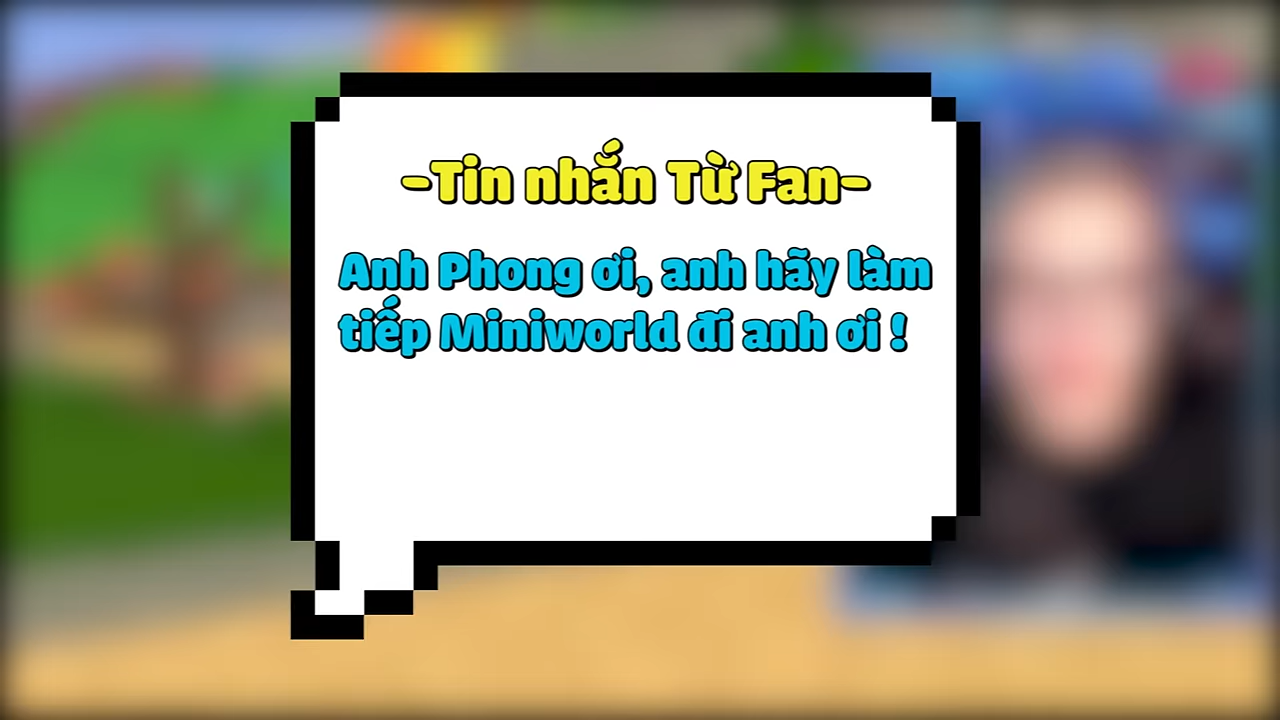 -Tin nhắn Từ Fan-
Anh Phong ơi, anh hãy làm
tiếp Miniworld đi anh ơi !